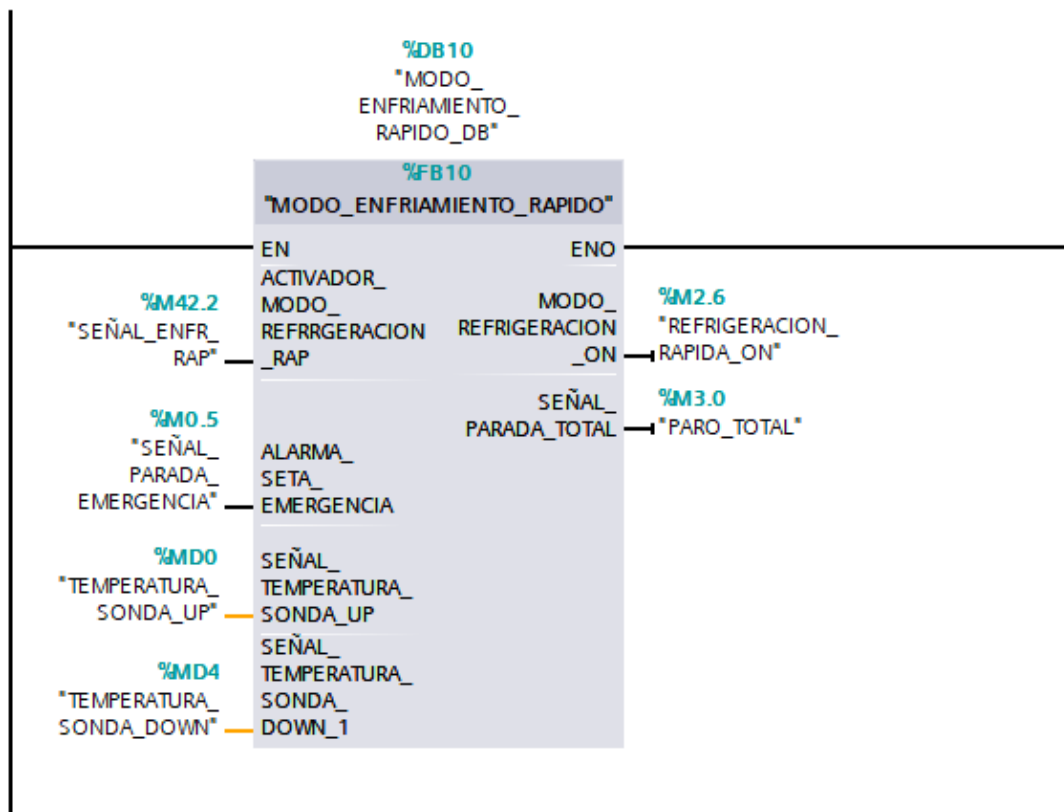 %DB10
"MODO_
ENFRIAMIENTO_
RAPIDO_DB"
%FB10
"MODO_ENFRIAMIENTO_RAPIDO"
EN
ENO
%M42.2
"SEÑAL_ENFR_
RAP"
ACTIVADOR_
MODO_
REFRRGERACION
_RAP
MODO_
REFRIGERACION
_ON
%M2.6
"REFRIGERACION_
RAPIDA_ON"
SEÑAL_
PARADA_TOTAL
%M3.0
"PARO_TOTAL"
%M0.5
"SEÑAL_
PARADA_
EMERGENCIA"
ALARMA_
SETA_
EMERGENCIA
%MD0
"TEMPERATURA_
SONDA_UP"
SEÑAL_
TEMPERATURA_
SONDA_UP
%MD4
"TEMPERATURA_
SONDA_DOWN"
SEÑAL_
TEMPERATURA_
SONDA_
DOWN_1